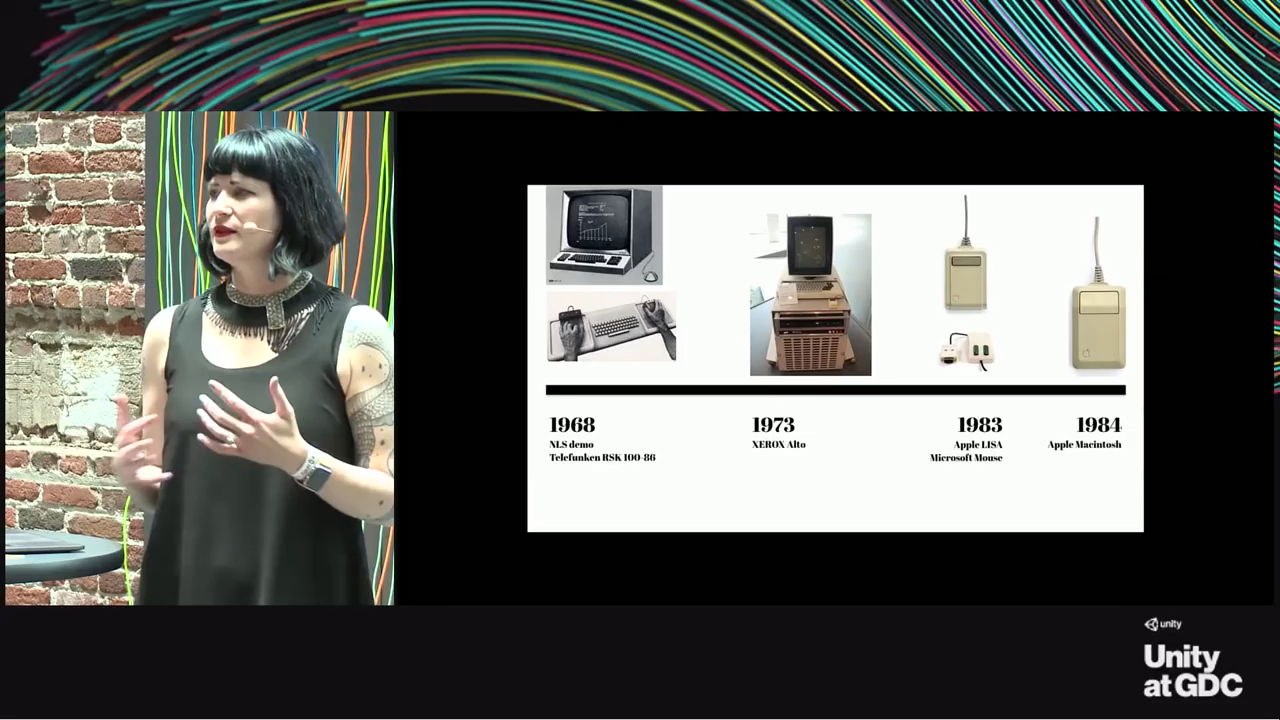 1968
NLS demo
Telefunken RSK 100-86
1973
XEROX Alto
1983
Apple LISA
Microsoft Mouse
1984
Apple Macintosh
unity
Unity
at GDC